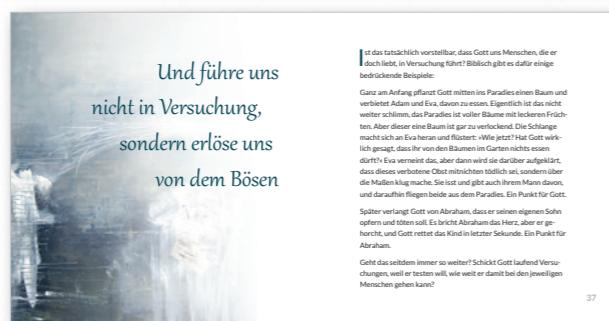 Und führe uns
nicht in Versuchung,
sondern erlöse uns
von dem Bösen
Ist das tatsächlich vorstellbar, dass Gott uns Menschen, die er
doch liebt, in Versuchung führt? Biblisch gibt es dafür einige
bedrückende Beispiele:
Ganz am Anfang pflanzt Gott mitten ins Paradies einen Baum und
verbietet Adam und Eva, davon zu essen. Eigentlich ist das nicht
weiter schlimm, das Paradies ist voller Bäume mit leckeren Früch-
ten. Aber dieser eine Baum ist gar zu verlockend. Die Schlange
macht sich an Eva heran und flüstert: »Wie jetzt? Hat Gott wirk-
lich gesagt, dass ihr von den Bäumen im Garten nichts essen
dürft?« Eva verneint das, aber dann wird sie darüber aufgeklärt,
dass dieses verbotene Obst mitnichten tödlich sei, sondern über
die Maßen klug mache. Sie isst und gibt auch ihrem Mann davon,
und daraufhin fliegen beide aus dem Paradies. Ein Punkt für Gott.
Später verlangt Gott von Abraham, dass er seinen eigenen Sohn
opfern und töten soll. Es bricht Abraham das Herz, aber er ge-
horcht, und Gott rettet das Kind in letzter Sekunde. Ein Punkt für
Abraham.
Geht das seitdem immer so weiter? Schickt Gott laufend Versu-
chungen, weil er testen will, wie weit er damit bei den jeweiligen
Menschen gehen kann?
37